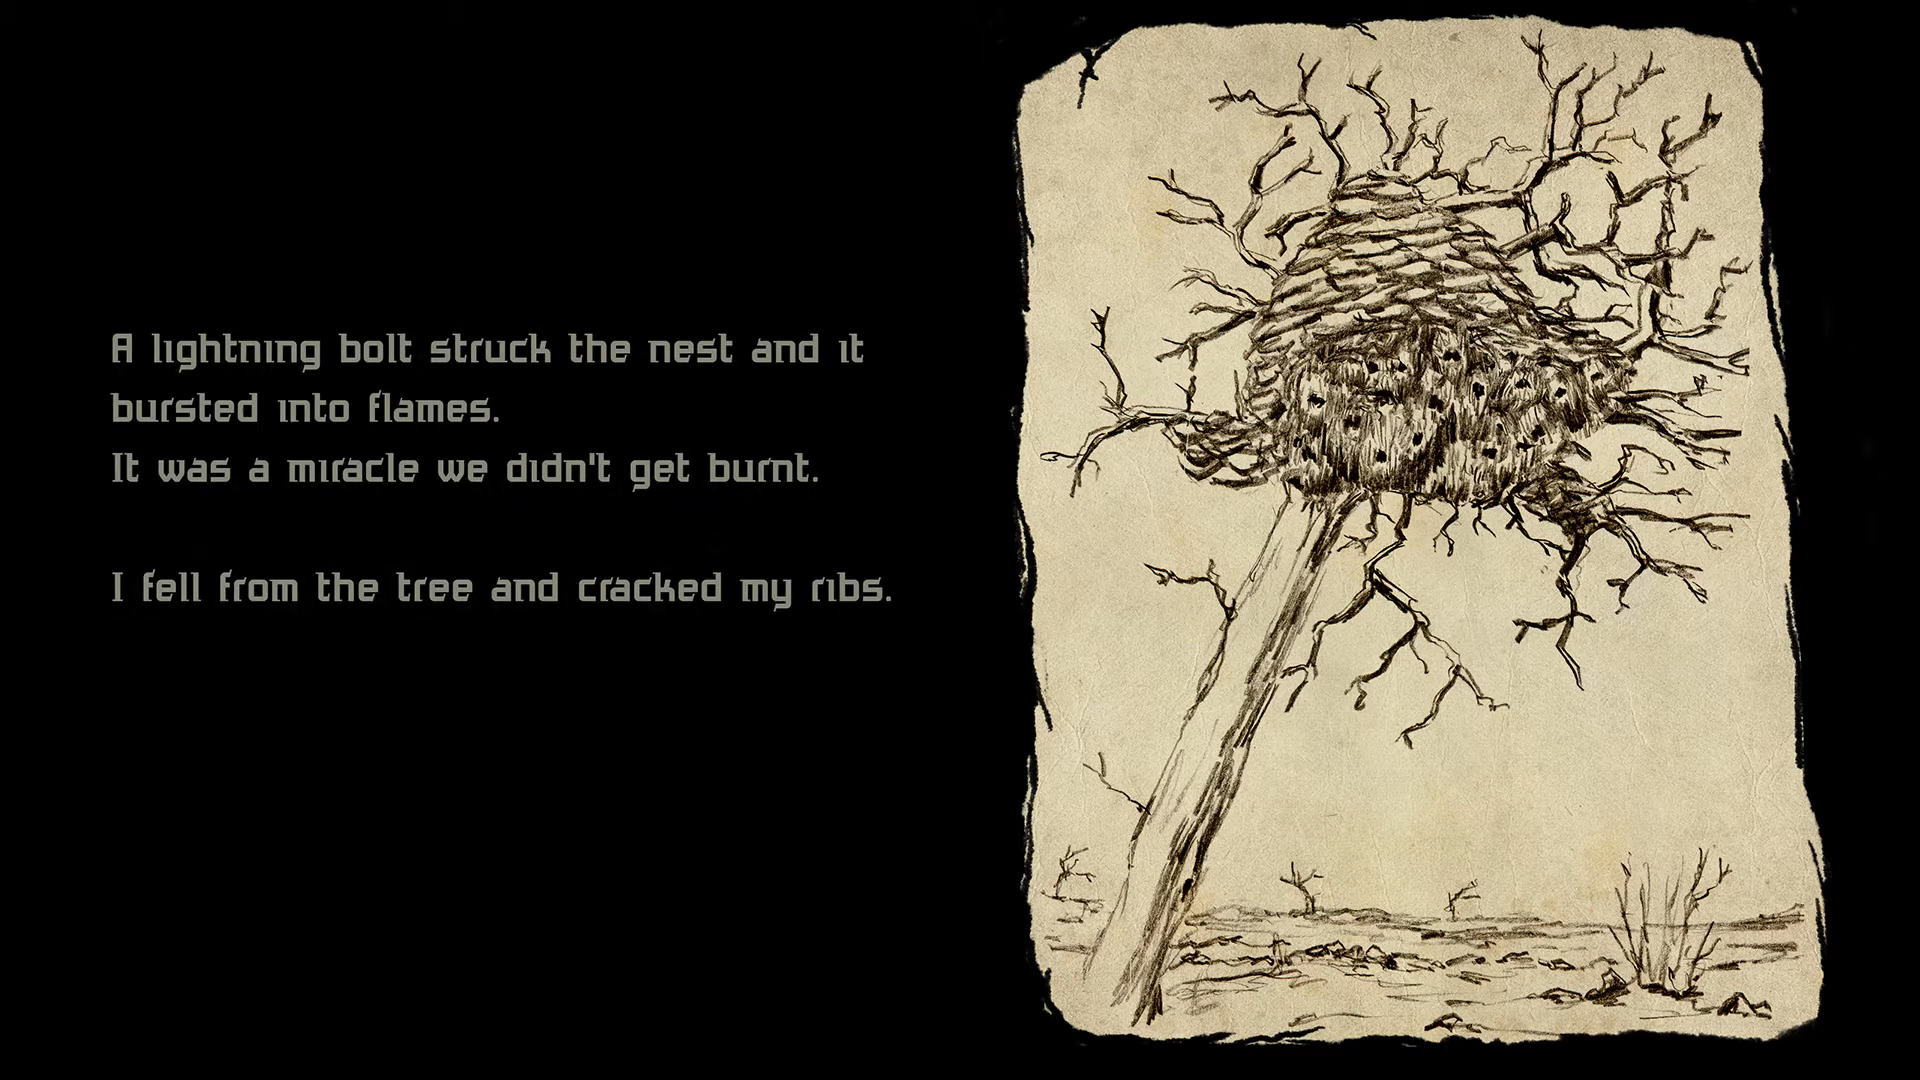 A lightning bolt struck the nest and it
bursted into flames.
It was a miracle we didn't get burnt.
I fell from the tree and cracked my ribs.